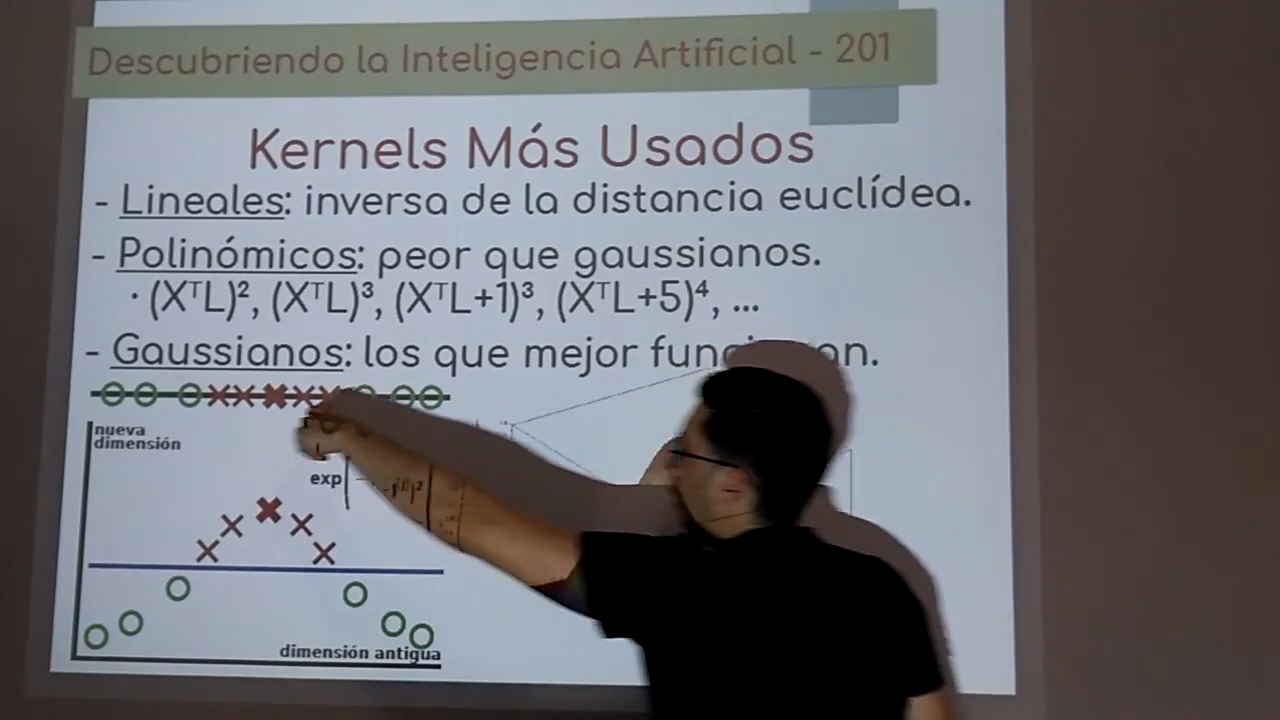 Descubriendo la Inteligencia Artificial - 201
Kernels Más Usados
- Lineales: inversa de la distancia euclídea.
- Polinómicos: peor que gaussianos.
· (XᵀL)², (XᵀL)³, (XᵀL+1)³, (XᵀL+5)⁴, ...
- Gaussianos: los que mejor
nueva
dimensión
exp
dimensión antigua